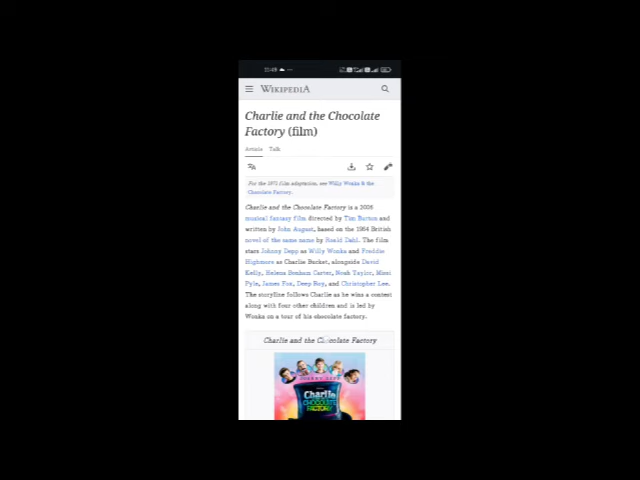 WIKIPEDIA
Charlie and the Chocolate
Factory (film)
Article Talk
For the 1971 film adaptation, see Willy Wonka & the
Chocolate Factory.
Charlie and the Chocolate Factory is a 2005
musical fantasy film directed by Tim Burton and
written by John August, based on the 1964 British
novel of the same name by Roald Dahl. The film
stars Johnny Depp as Willy Wonka and Freddie
Highmore as Charlie Bucket, alongside David
Kelly, Helena Bonham Carter, Noah Taylor, Missi
Pyle, James Fox, Deep Roy, and Christopher Lee.
The storyline follows Charlie as he wins a contest
along with four other children and is led by
Wonka on a tour of his chocolate factory.
Charlie and the Chocolate Factory
Charlie
CHOCOLATE
FACTORY